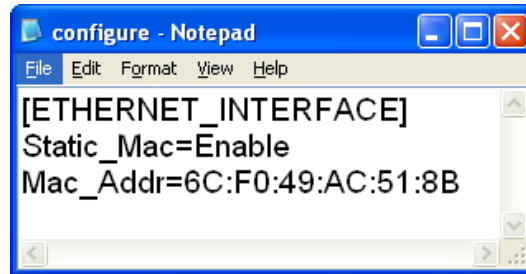 configure - Notepad
File Edit Format View Help
[ETHERNET_INTERFACE]
Static_Mac=Enable
Mac_Addr=6C:F0:49:AC:51:8B